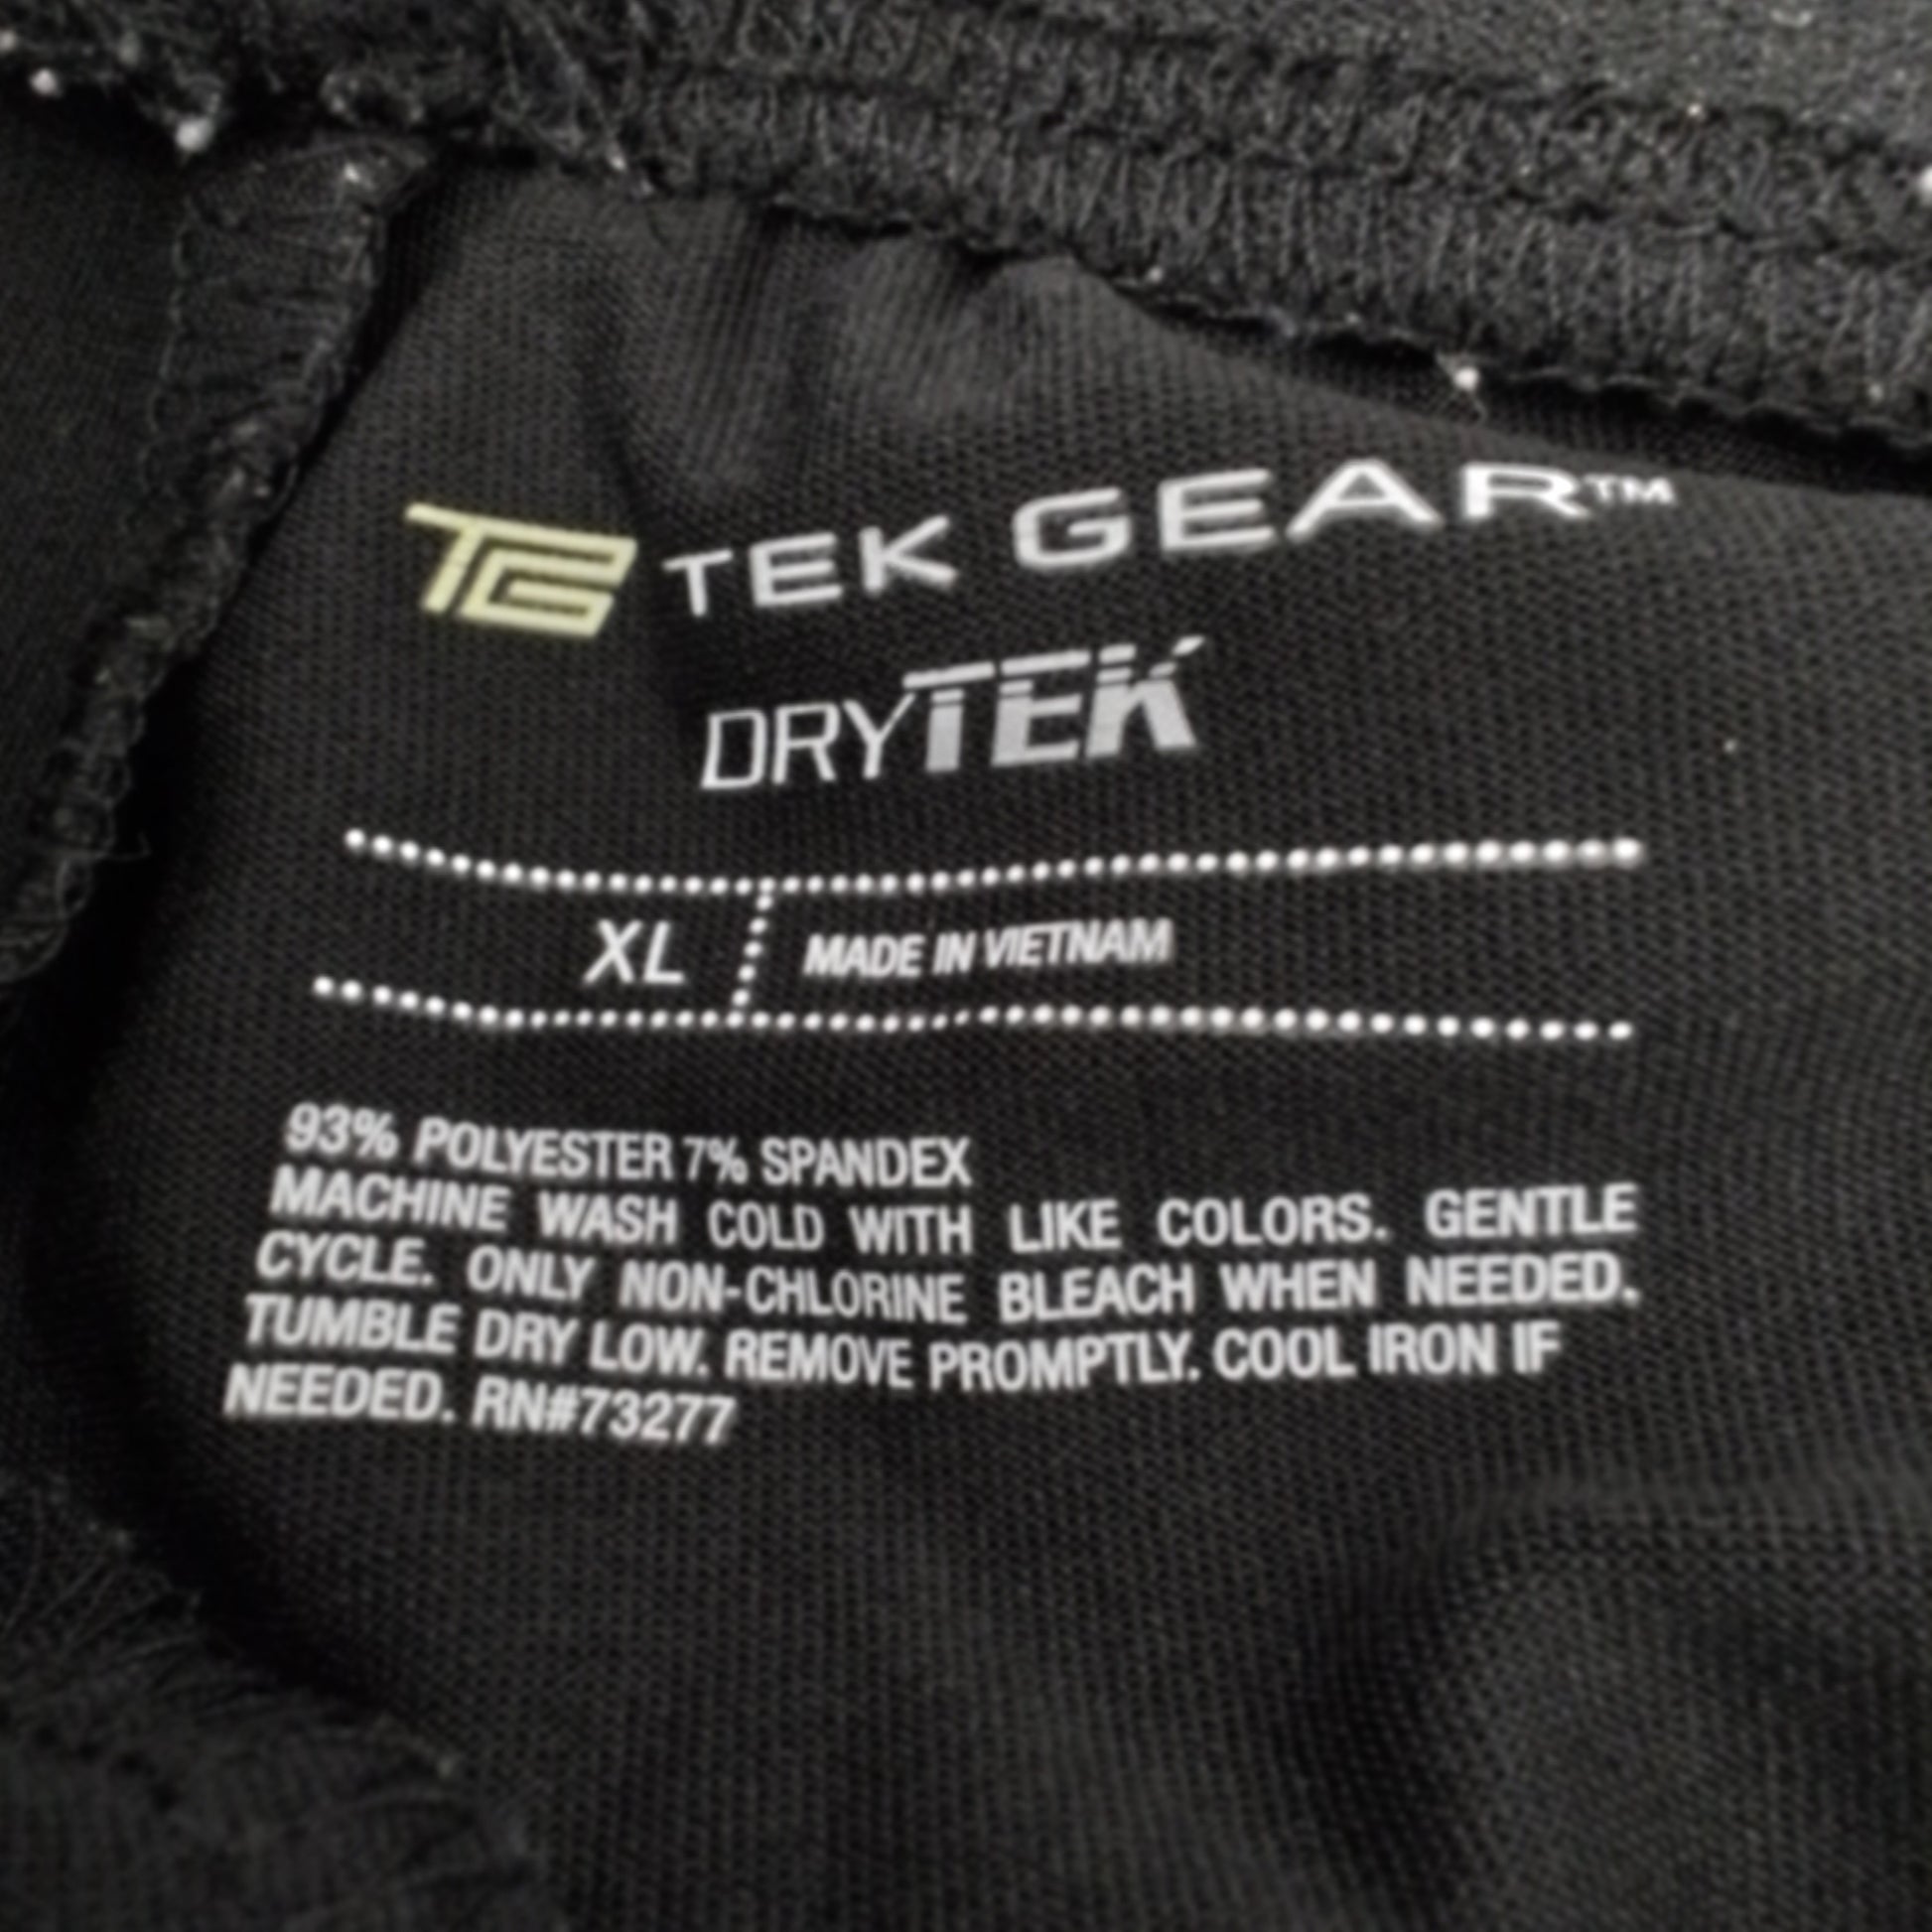 TG TEK GEAR™
DRYTEK
XL MADE IN VIETNAM
93% POLYESTER 7% SPANDEX
MACHINE WASH COLD WITH LIKE COLORS. GENTLE
CYCLE. ONLY NON-CHLORINE BLEACH WHEN NEEDED.
TUMBLE DRY LOW. REMOVE PROMPTLY. COOL IRON IF
NEEDED. RN#73277